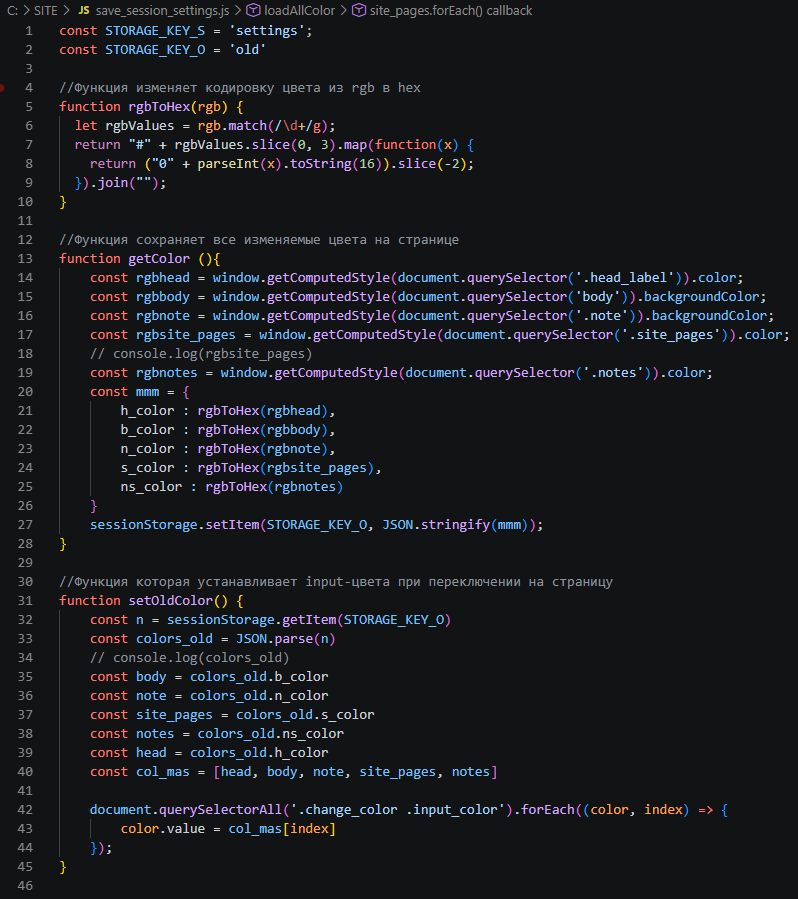 C: > SITE > JS save_session_settings.js > loadAllColor > site_pages.forEach() callback
1 const STORAGE_KEY_S = 'settings';
2 const STORAGE_KEY_O = 'old'
3
4 //Функция изменяет кодировку цвета из rgb в hex
5 function rgbToHex(rgb) {
6 let rgbValues = rgb.match(/\d+/g);
7 return "#" + rgbValues.slice(0, 3).map(function(x) {
8 return ("0" + parseInt(x).toString(16)).slice(-2);
9 }).join("");
10 }
11
12 //Функция сохраняет все изменяемые цвета на странице
13 function getColor (){
14 const rgbhead = window.getComputedStyle(document.querySelector('.head_label')).color;
15 const rgbbody = window.getComputedStyle(document.querySelector('body')).backgroundColor;
16 const rgbnote = window.getComputedStyle(document.querySelector('.note')).backgroundColor;
17 const rgbsite_pages = window.getComputedStyle(document.querySelector('.site_pages')).color;
18 // console.log(rgbsite_pages)
19 const rgbnotes = window.getComputedStyle(document.querySelector('.notes')).color;
20 const mmm = {
21 h_color : rgbToHex(rgbhead),
22 b_color : rgbToHex(rgbbody),
23 n_color : rgbToHex(rgbnote),
24 s_color : rgbToHex(rgbsite_pages),
25 ns_color : rgbToHex(rgbnotes)
26 }
27 sessionStorage.setItem(STORAGE_KEY_O, JSON.stringify(mmm));
28 }
29
30 //Функция которая устанавливает input-цвета при переключении на страницу
31 function setOldColor() {
32 const n = sessionStorage.getItem(STORAGE_KEY_O)
33 const colors_old = JSON.parse(n)
34 // console.log(colors_old)
35 const body = colors_old.b_color
36 const note = colors_old.n_color
37 const site_pages = colors_old.s_color
38 const notes = colors_old.ns_color
39 const head = colors_old.h_color
40 const col_mas = [head, body, note, site_pages, notes]
41
42 document.querySelectorAll('.change_color .input_color').forEach((color, index) => {
43 color.value = col_mas[index]
44 });
45 }
46